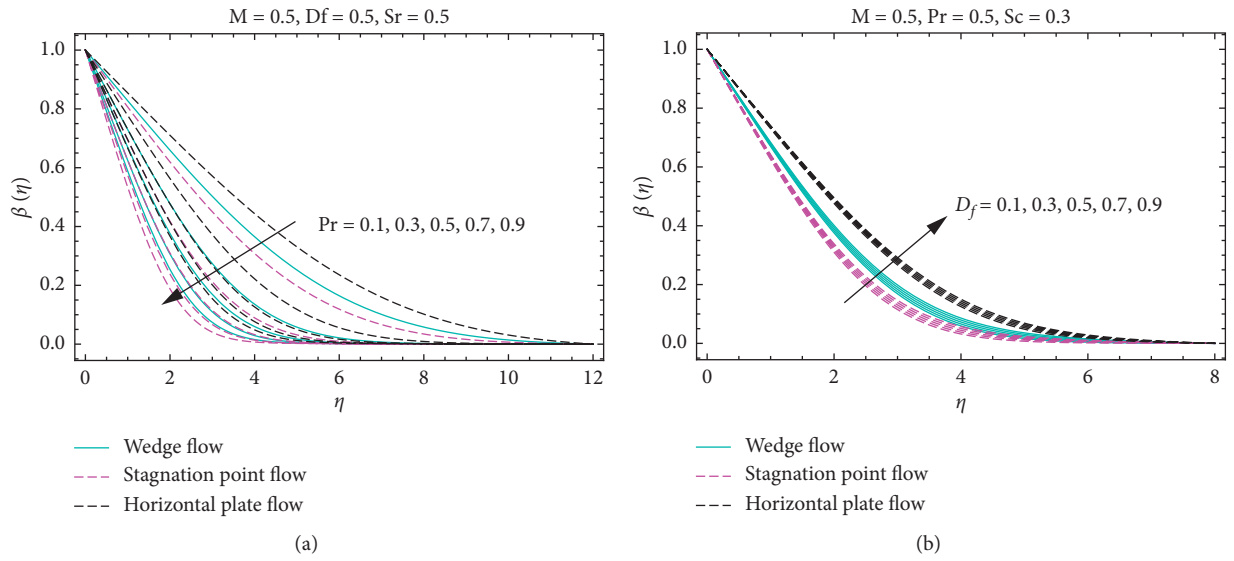 M = 0.5, Df = 0.5, Sr = 0.5
1.0
0.8
0.6
0.4
0.2
0.0
β (η)
Pr = 0.1, 0.3, 0.5, 0.7, 0.9
0 2 4 6 8 10 12
η
Wedge flow
Stagnation point flow
Horizontal plate flow
(a)
M = 0.5, Pr = 0.5, Sc = 0.3
1.0
0.8
0.6
0.4
0.2
0.0
β (η)
D_f = 0.1, 0.3, 0.5, 0.7, 0.9
0 2 4 6 8
η
Wedge flow
Stagnation point flow
Horizontal plate flow
(b)